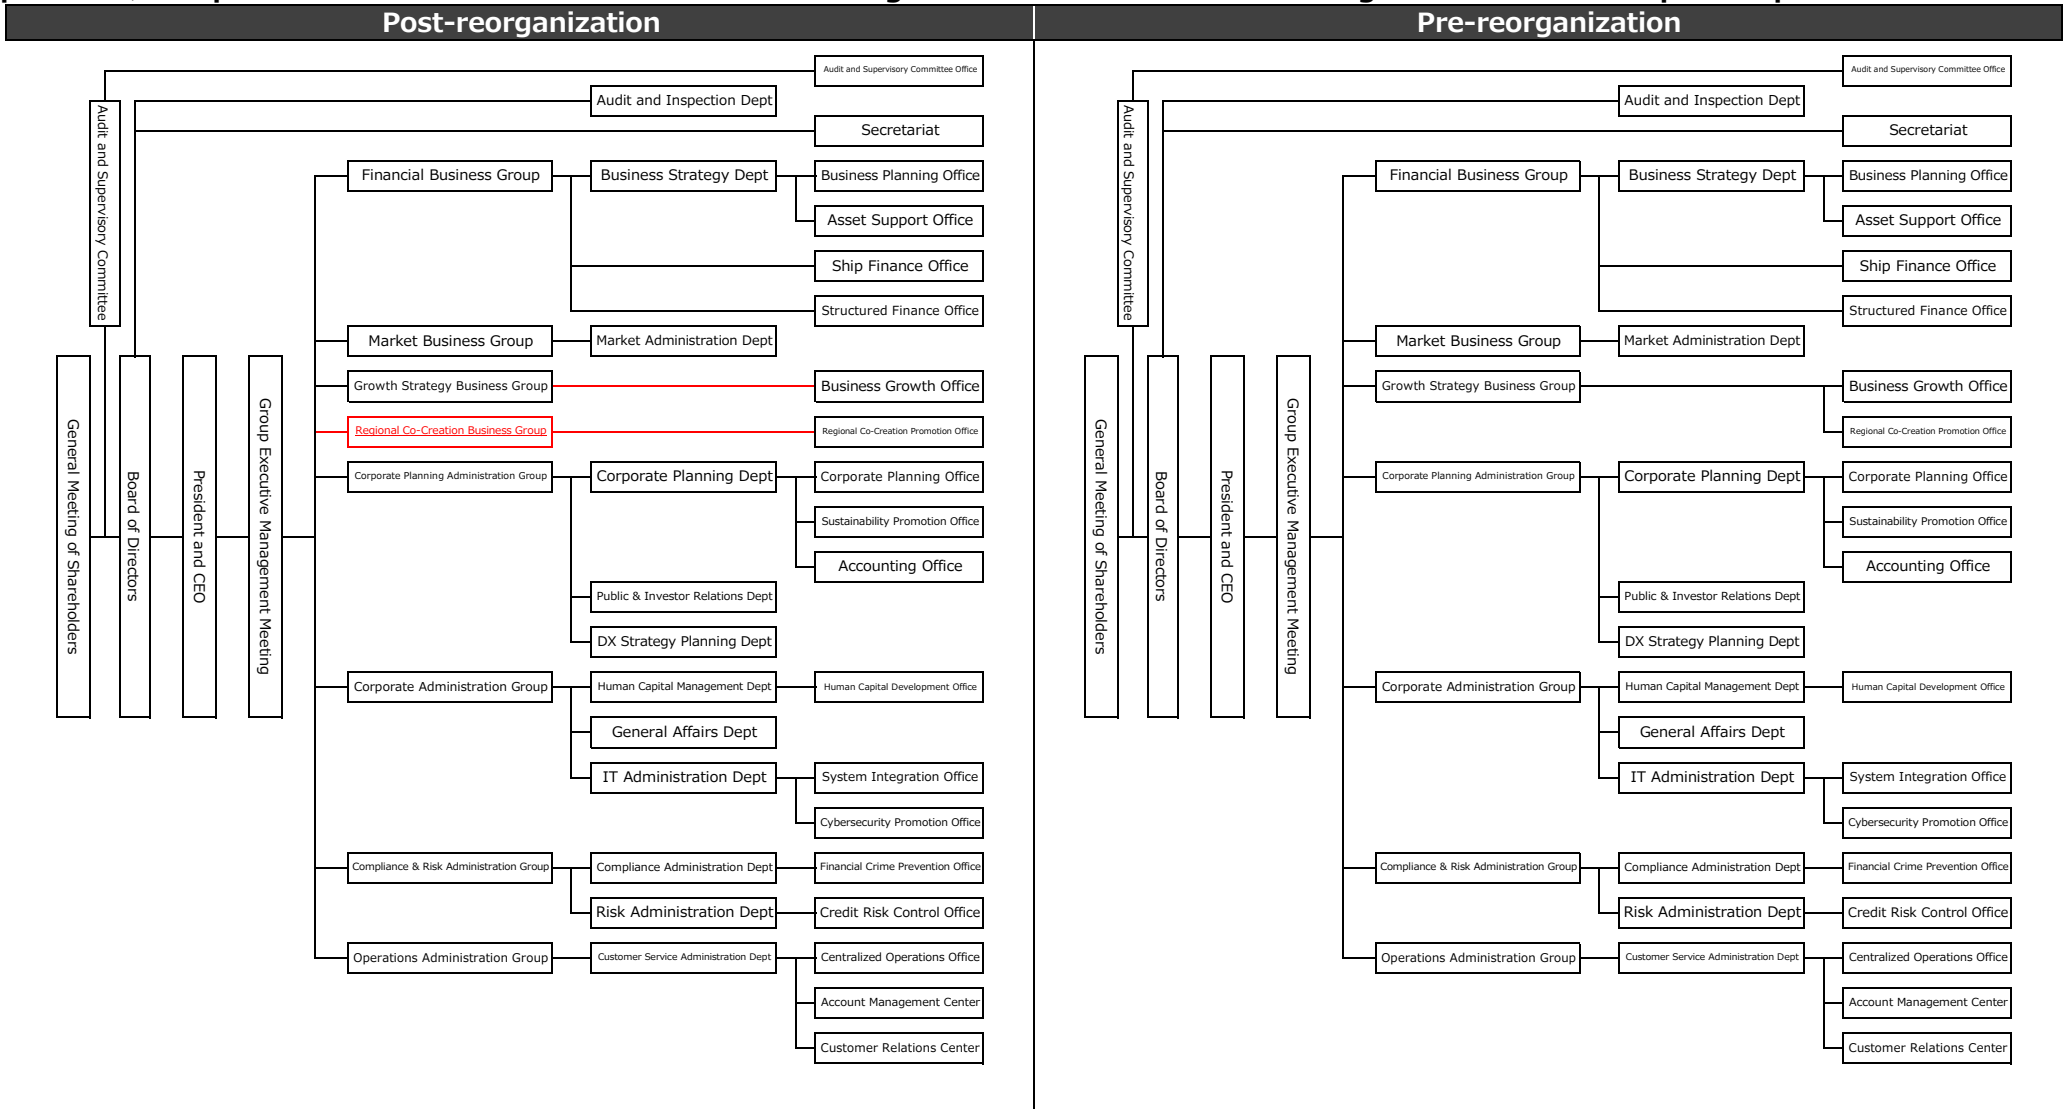 Post-reorganization
Audit and Supervisory Committee Office
Audit and Inspection Dept
Secretariat
Audit and Supervisory Committee
Financial Business Group
Business Strategy Dept
Business Planning Office
Asset Support Office
Ship Finance Office
Structured Finance Office
Market Business Group
Market Administration Dept
Growth Strategy Business Group
Business Growth Office
Regional Co-Creation Business Group
Regional Co-Creation Promotion Office
General Meeting of Shareholders
Board of Directors
President and CEO
Group Executive Management Meeting
Corporate Planning Administration Group
Corporate Planning Dept
Corporate Planning Office
Sustainability Promotion Office
Accounting Office
Public & Investor Relations Dept
DX Strategy Planning Dept
Corporate Administration Group
Human Capital Management Dept
Human Capital Development Office
General Affairs Dept
IT Administration Dept
System Integration Office
Cybersecurity Promotion Office
Compliance & Risk Administration Group
Compliance Administration Dept
Financial Crime Prevention Office
Risk Administration Dept
Credit Risk Control Office
Operations Administration Group
Customer Service Administration Dept
Centralized Operations Office
Account Management Center
Customer Relations Center
Pre-reorganization
Audit and Supervisory Committee Office
Audit and Inspection Dept
Secretariat
Audit and Supervisory Committee
Financial Business Group
Business Strategy Dept
Business Planning Office
Asset Support Office
Ship Finance Office
Structured Finance Office
Market Business Group
Market Administration Dept
Growth Strategy Business Group
Business Growth Office
Regional Co-Creation Promotion Office
General Meeting of Shareholders
Board of Directors
President and CEO
Group Executive Management Meeting
Corporate Planning Administration Group
Corporate Planning Dept
Corporate Planning Office
Sustainability Promotion Office
Accounting Office
Public & Investor Relations Dept
DX Strategy Planning Dept
Corporate Administration Group
Human Capital Management Dept
Human Capital Development Office
General Affairs Dept
IT Administration Dept
System Integration Office
Cybersecurity Promotion Office
Compliance & Risk Administration Group
Compliance Administration Dept
Financial Crime Prevention Office
Risk Administration Dept
Credit Risk Control Office
Operations Administration Group
Customer Service Administration Dept
Centralized Operations Office
Account Management Center
Customer Relations Center